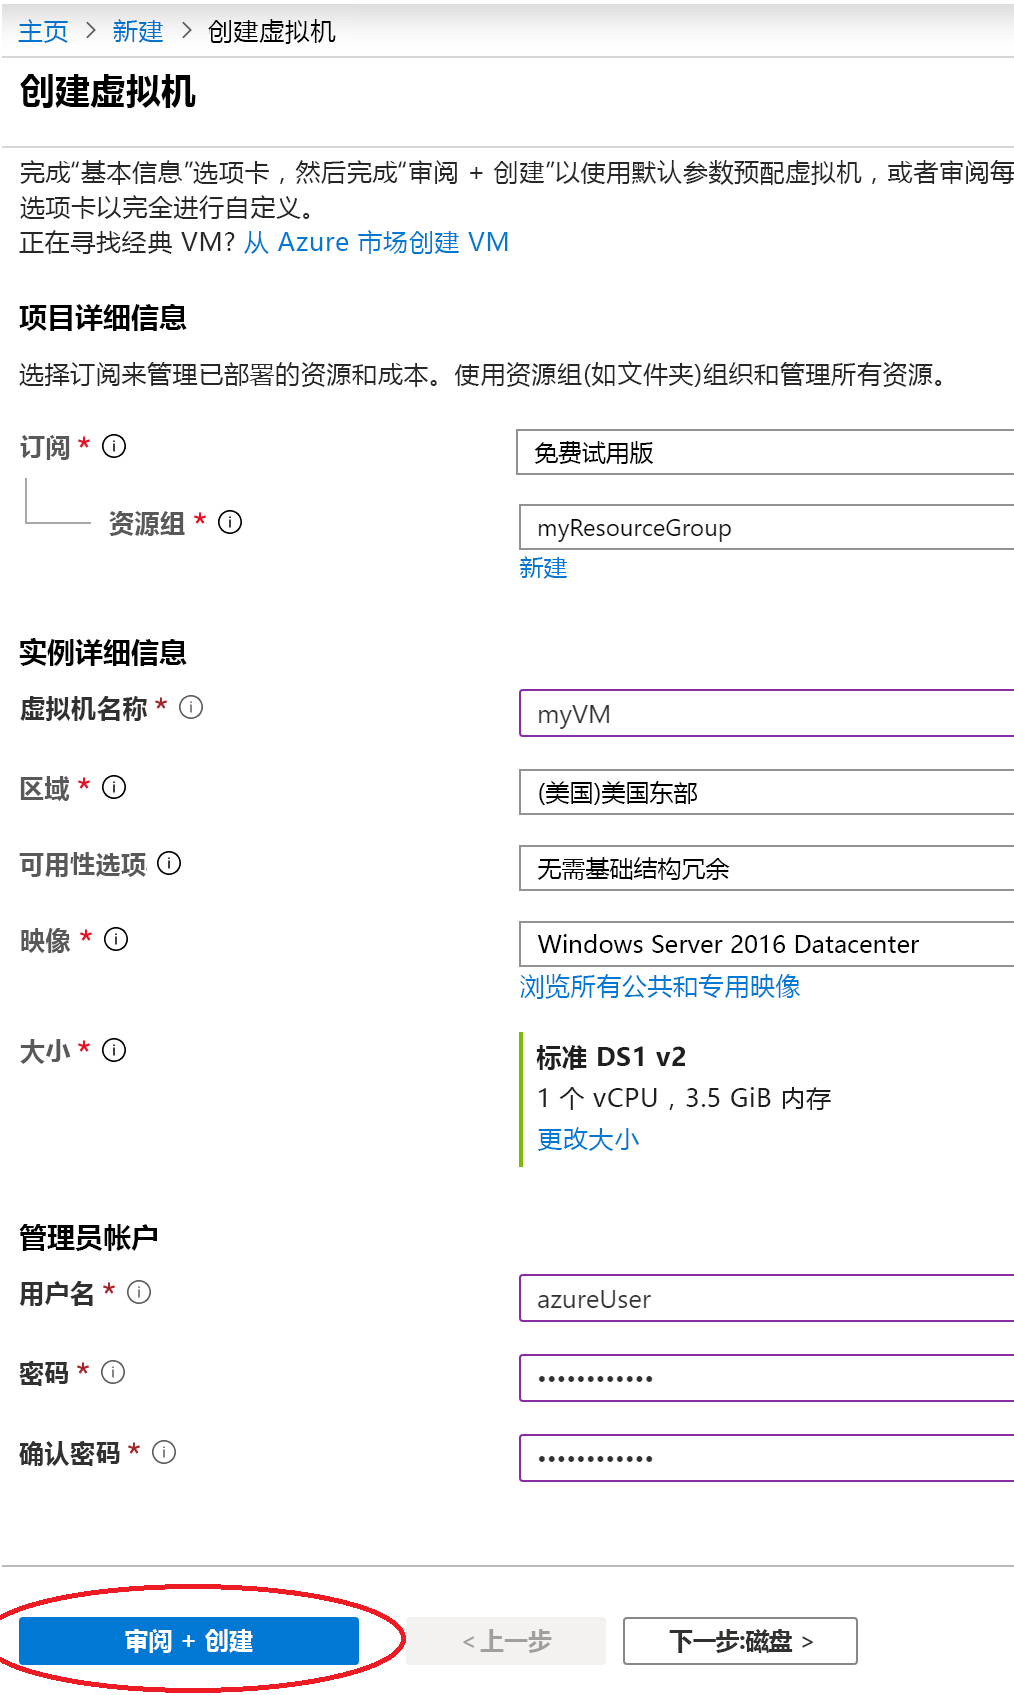 主页 > 新建 > 创建虚拟机
创建虚拟机
完成“基本信息”选项卡，然后完成“审阅 + 创建”以使用默认参数预配虚拟机，或者审阅每
选项卡以完全进行自定义。
正在寻找经典 VM? 从 Azure 市场创建 VM
项目详细信息
选择订阅来管理已部署的资源和成本。使用资源组(如文件夹)组织和管理所有资源。
订阅 * 免费试用版
资源组 * myResourceGroup
新建
实例详细信息
虚拟机名称 * myVM
区域 * (美国)美国东部
可用性选项 无需基础结构冗余
映像 * Windows Server 2016 Datacenter
浏览所有公共和专用映像
大小 * 标准 DS1 v2
1 个 vCPU，3.5 GiB 内存
更改大小
管理员帐户
用户名 * azureUser
密码 * ••••••••••••
确认密码 * ••••••••••••
审阅 + 创建 < 上一步 下一步:磁盘 >